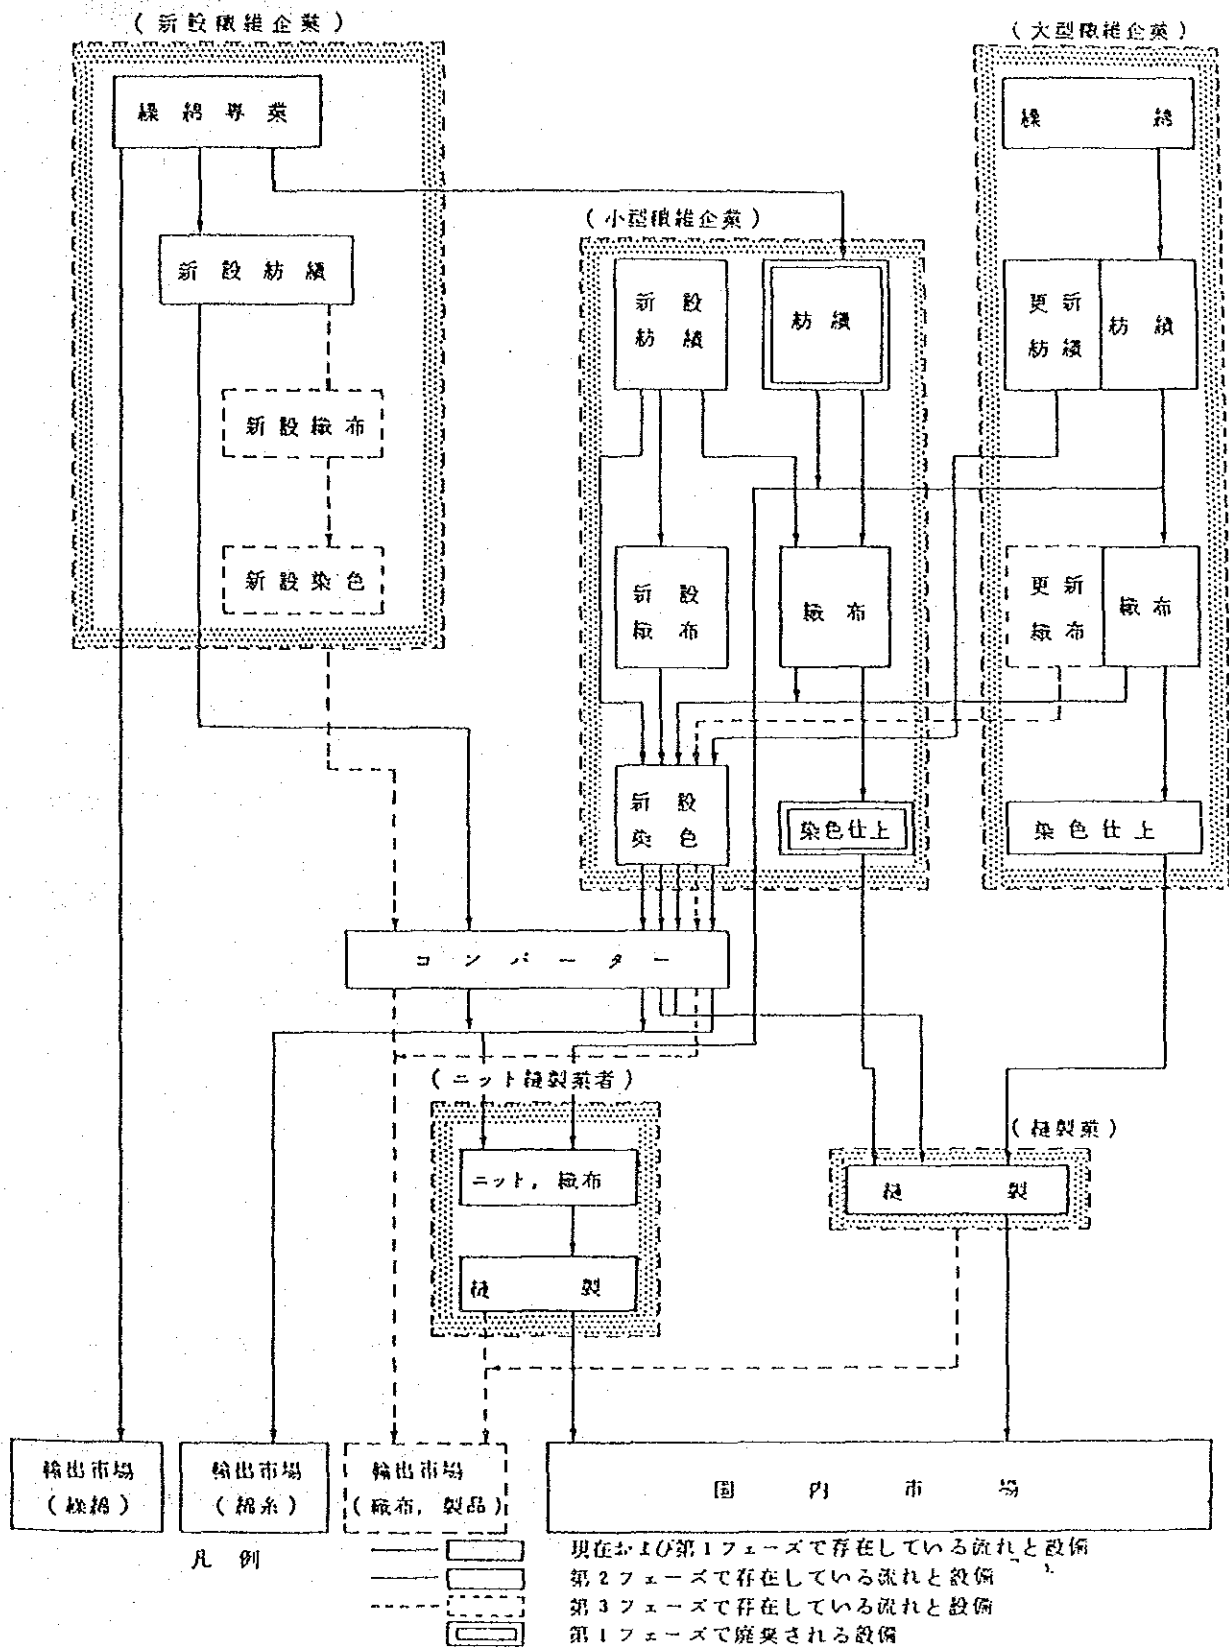 (新設繊維企業)
(大型繊維企業)
繰綿専業
繰綿
(小型繊維企業)
新設紡績
新設
紡績
紡績
更新
紡績
紡績
新設織布
新設染色
新設
織布
織布
更新
織布
織布
新設
染色
染色仕上
染色仕上
コンバーター
(ニット縫製業者)
(縫製業)
ニット,織布
縫製
縫製
輸出市場
(繰綿)
輸出市場
(綿糸)
輸出市場
(織布,製品)
国内市場
凡例
現在および第1フェーズで存在している流れと設備
第2フェーズで存在している流れと設備
第3フェーズで存在している流れと設備
第1フェーズで廃棄される設備